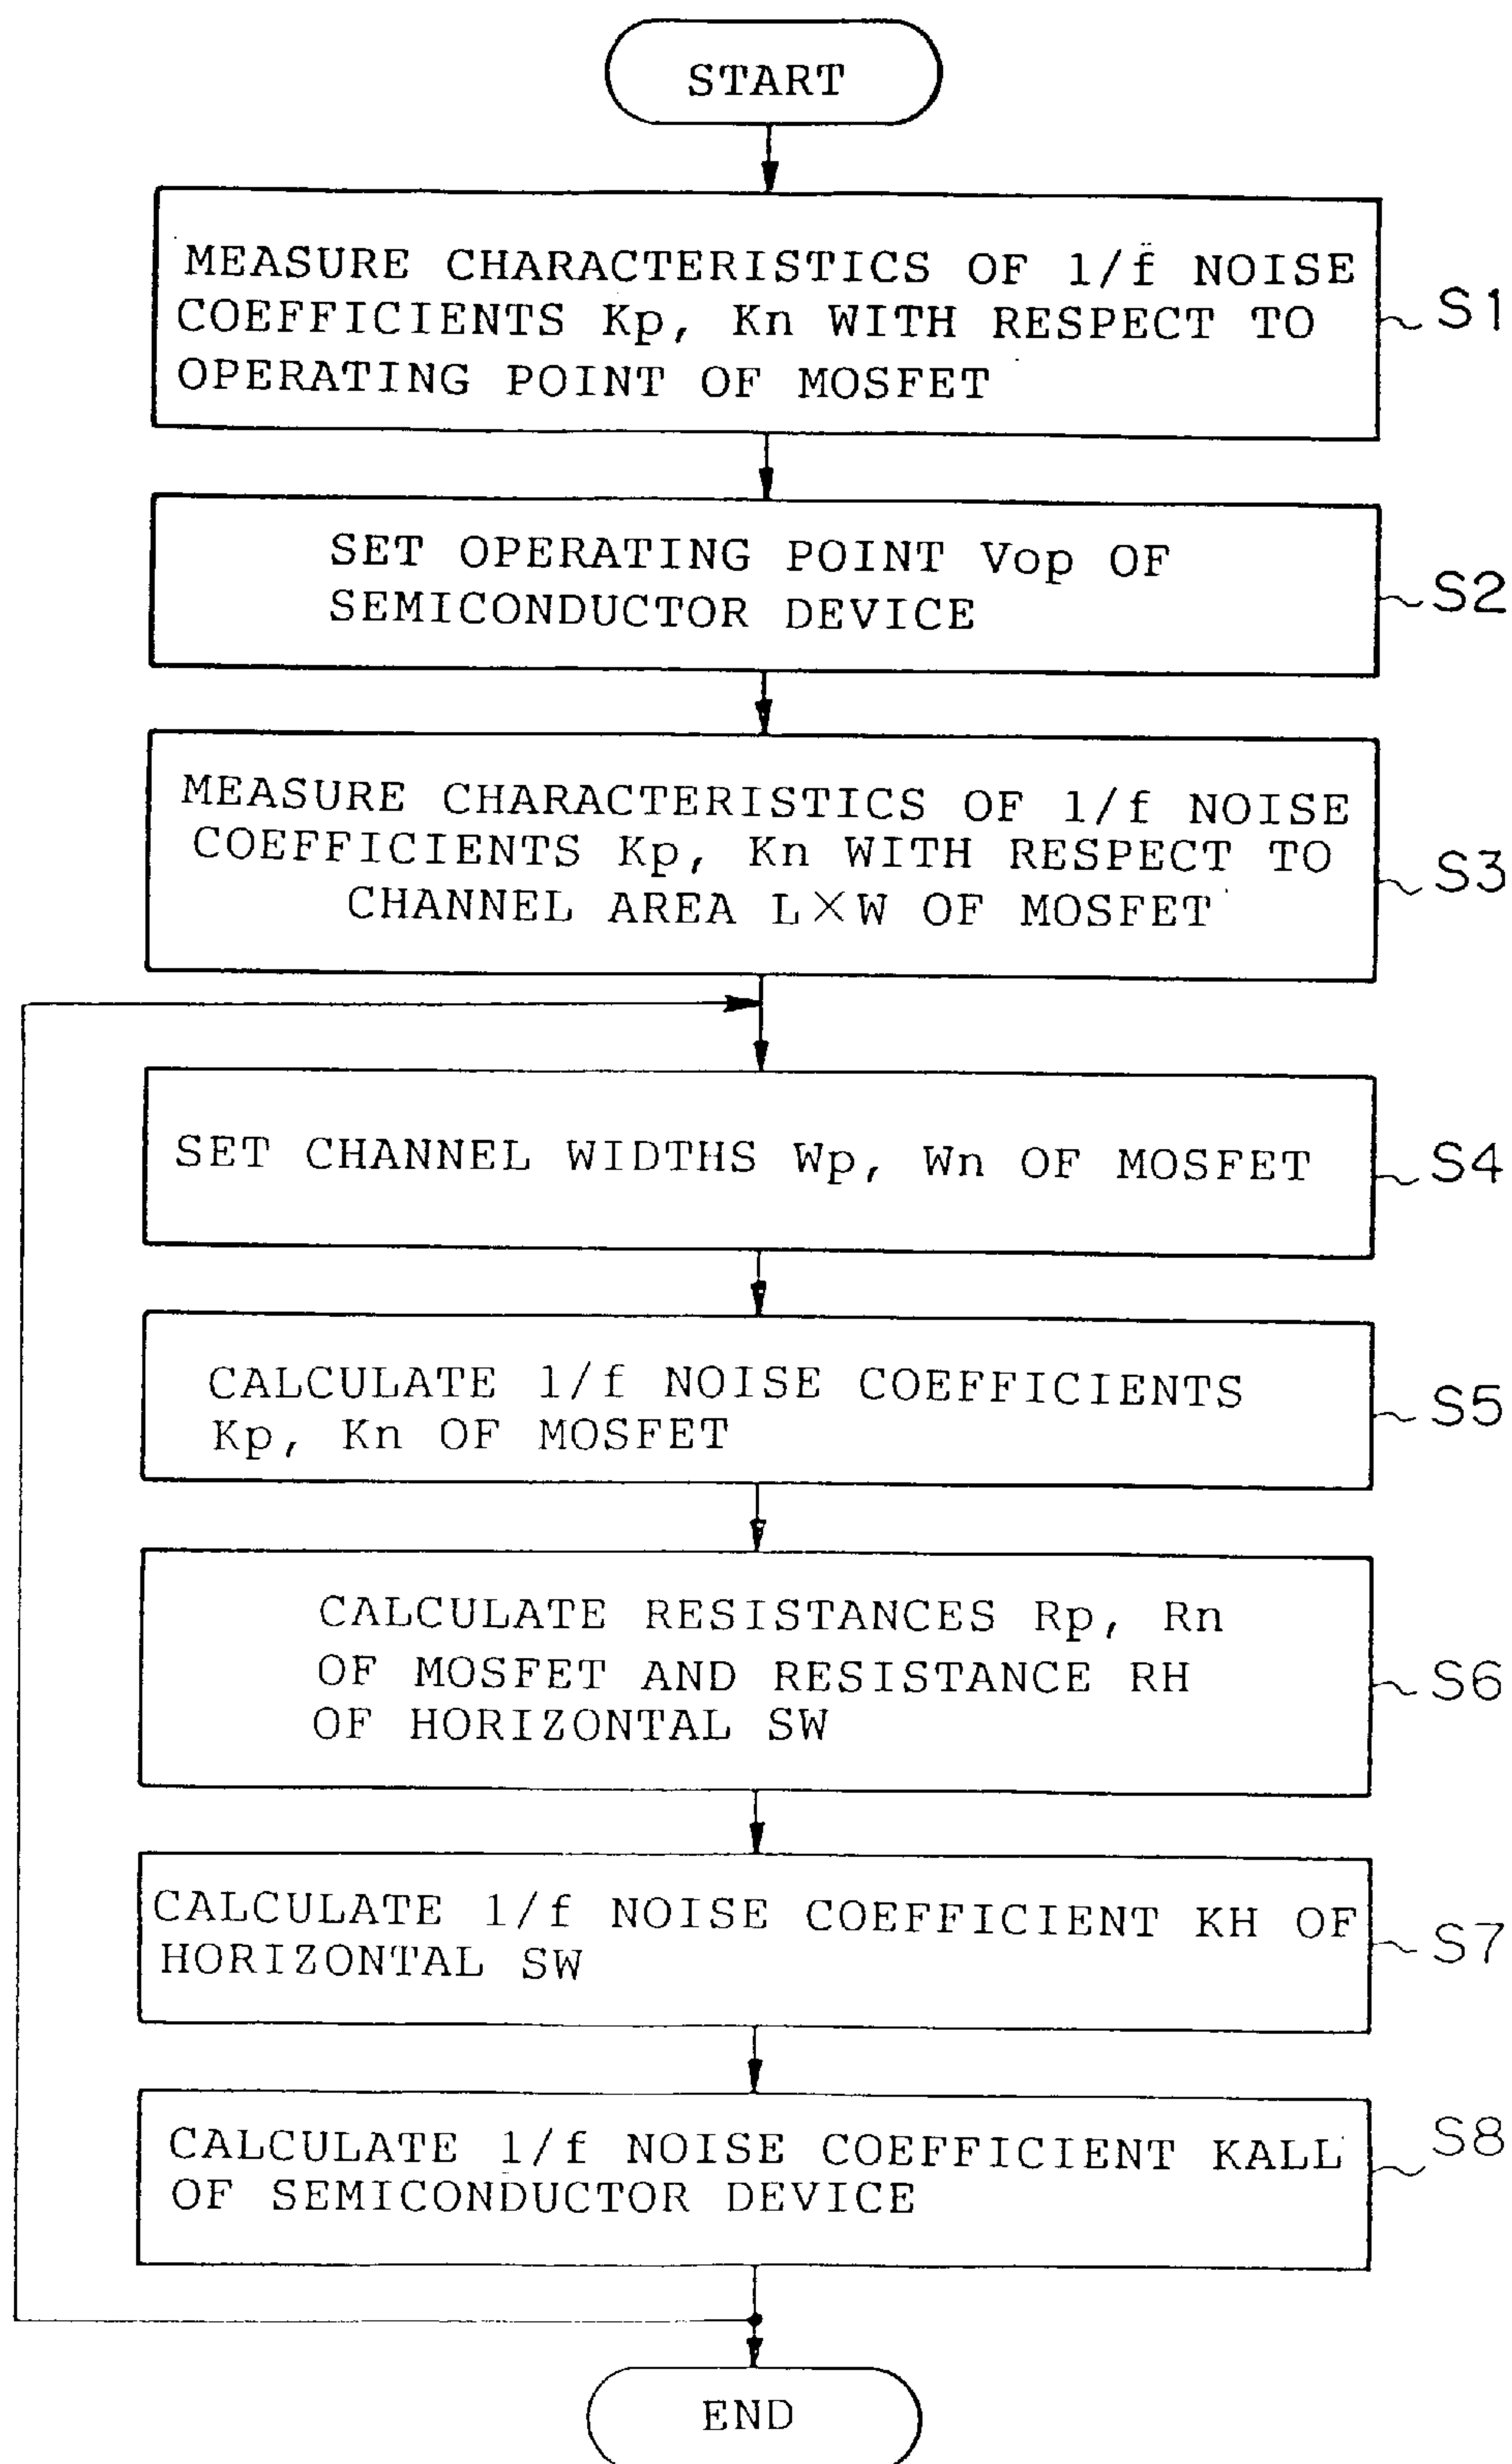 START
MEASURE CHARACTERISTICS OF 1/f NOISE
COEFFICIENTS Kp, Kn WITH RESPECT TO
OPERATING POINT OF MOSFET
S1
SET OPERATING POINT Vop OF
SEMICONDUCTOR DEVICE
S2
MEASURE CHARACTERISTICS OF 1/f NOISE
COEFFICIENTS Kp, Kn WITH RESPECT TO
CHANNEL AREA L×W OF MOSFET
S3
SET CHANNEL WIDTHS Wp, Wn OF MOSFET
S4
CALCULATE 1/f NOISE COEFFICIENTS
Kp, Kn OF MOSFET
S5
CALCULATE RESISTANCES Rp, Rn
OF MOSFET AND RESISTANCE RH
OF HORIZONTAL SW
S6
CALCULATE 1/f NOISE COEFFICIENT KH OF
HORIZONTAL SW
S7
CALCULATE 1/f NOISE COEFFICIENT KALL
OF SEMICONDUCTOR DEVICE
S8
END